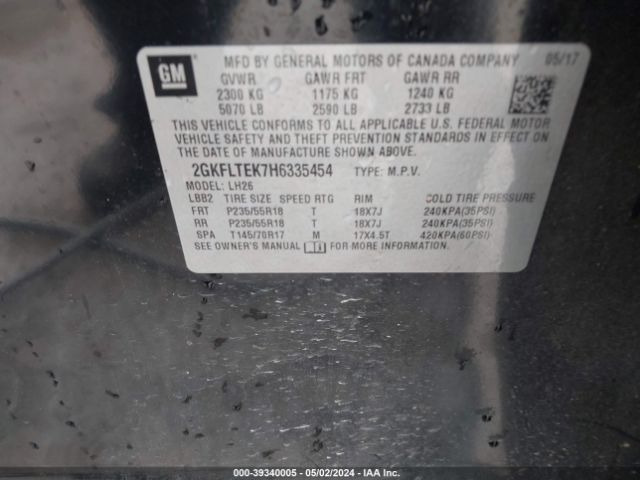 GM
MFD BY GENERAL MOTORS OF CANADA COMPANY 05/17
GVWR GAWR FRT GAWR RR
2300 KG 1175 KG 1240 KG
5070 LB 2590 LB 2733 LB
THIS VEHICLE CONFORMS TO ALL APPLICABLE U.S. FEDERAL MOTOR
VEHICLE SAFETY AND THEFT PREVENTION STANDARDS IN EFFECT ON
THE DATE OF MANUFACTURE SHOWN ABOVE.
2GKFLTEK7H6335454 TYPE: M.P.V.
MODEL: LH26
LBB2 TIRE SIZE SPEED RTG RIM COLD TIRE PRESSURE
FRT P235/55R18 T 18X7J 240KPA(35PSI)
RR P235/55R18 T 18X7J 240KPA(35PSI)
SPA T145/70R17 M 17X4.5T 420KPA(60PSI)
SEE OWNER'S MANUAL FOR MORE INFORMATION.
000-39340005 - 05/02/2024 - IAA Inc.